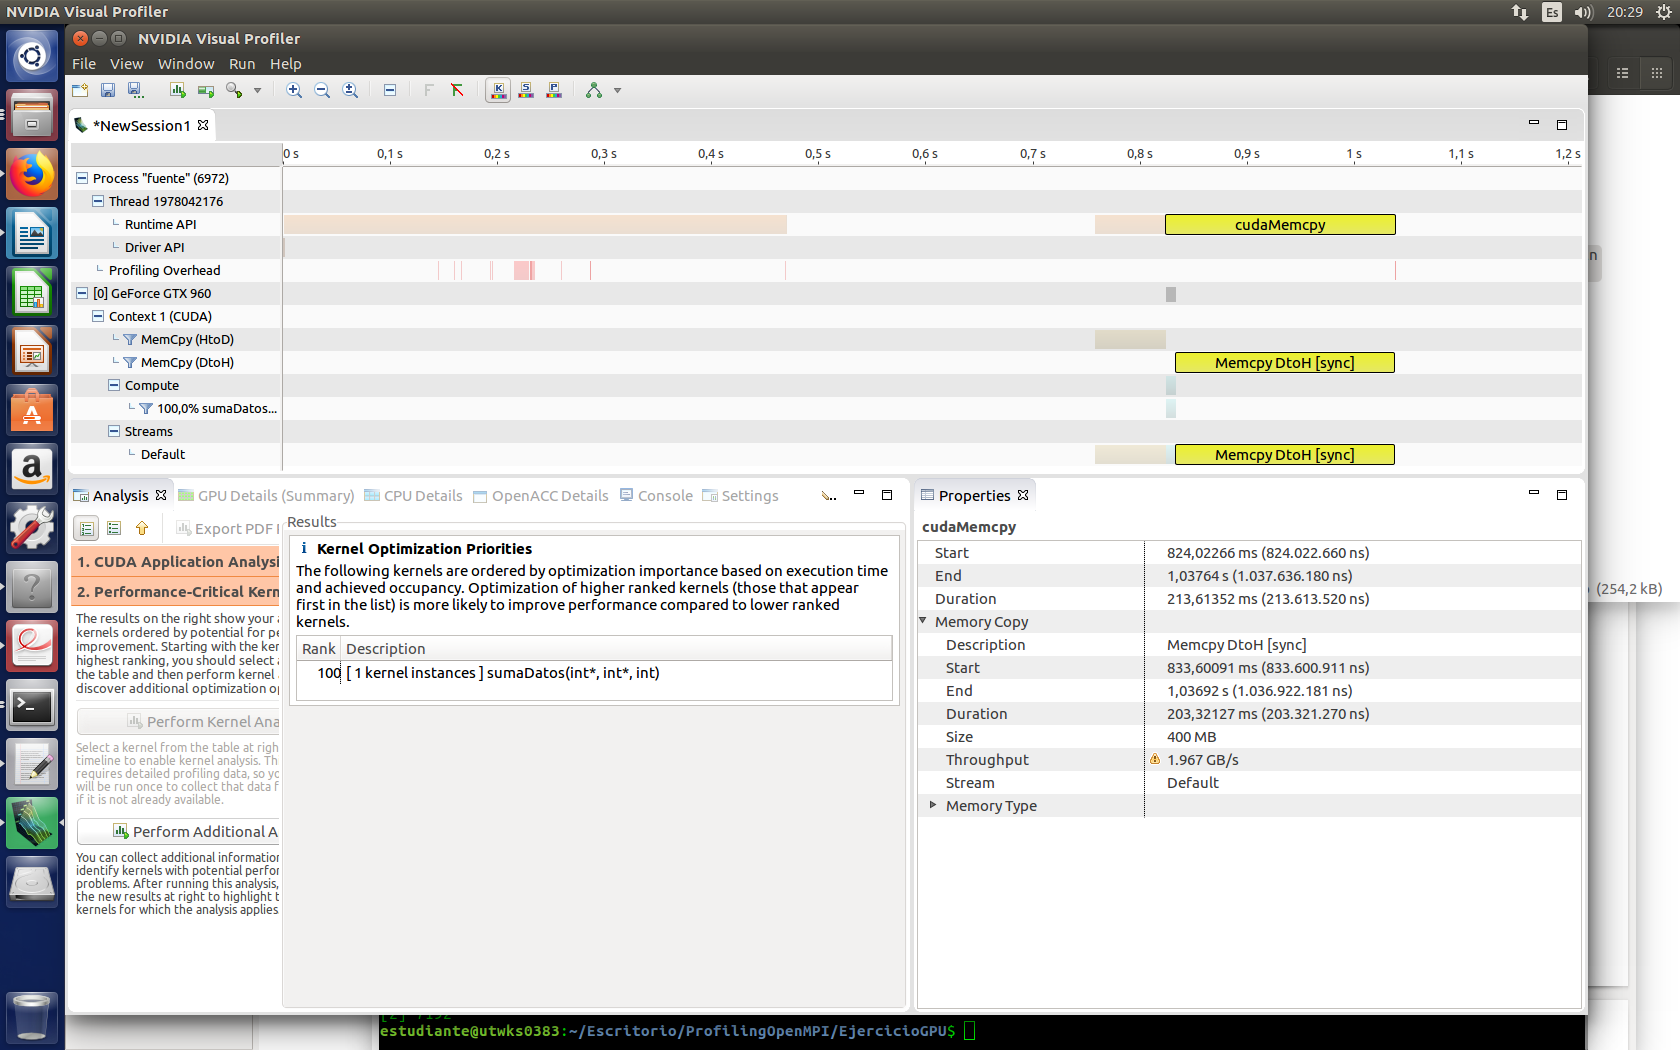 NVIDIA Visual Profiler
Es
20:29
NVIDIA Visual Profiler
File View Window Run Help
F
K S P
*NewSession1
0 s 0,1 s 0,2 s 0,3 s 0,4 s 0,5 s 0,6 s 0,7 s 0,8 s 0,9 s 1 s 1,1 s 1,2 s
Process "fuente" (6972)
Thread 1978042176
Runtime API
cudaMemcpy
Driver API
Profiling Overhead
[0] GeForce GTX 960
Context 1 (CUDA)
MemCpy (HtoD)
MemCpy (DtoH)
Memcpy DtoH [sync]
Compute
100,0% sumaDatos...
Streams
Default
Memcpy DtoH [sync]
n
(254,2 kB)
Analysis GPU Details (Summary) CPU Details OpenACC Details Console Settings
Export PDF
1. CUDA Application Analysi
2. Performance-Critical Kern
The results on the right show your
kernels ordered by potential for pe
improvement. Starting with the ker
highest ranking, you should select
the table and then perform kernel
discover additional optimization o
Perform Kernel Ana
Select a kernel from the table at righ
timeline to enable kernel analysis. Th
requires detailed profiling data, so yo
will be run once to collect that data f
if it is not already available.
Perform Additional A
You can collect additional information
identify kernels with potential perfor
problems. After running this analysis,
the new results at right to highlight t
kernels for which the analysis applies
Results
i Kernel Optimization Priorities
The following kernels are ordered by optimization importance based on execution time
and achieved occupancy. Optimization of higher ranked kernels (those that appear
first in the list) is more likely to improve performance compared to lower ranked
kernels.
Rank Description
100 [ 1 kernel instances ] sumaDatos(int*, int*, int)
Properties
cudaMemcpy
Start 824,02266 ms (824.022.660 ns)
End 1,03764 s (1.037.636.180 ns)
Duration 213,61352 ms (213.613.520 ns)
Memory Copy
Description Memcpy DtoH [sync]
Start 833,60091 ms (833.600.911 ns)
End 1,03692 s (1.036.922.181 ns)
Duration 203,32127 ms (203.321.270 ns)
Size 400 MB
Throughput 1.967 GB/s
Stream Default
Memory Type
estudiante@utwks0383:~/Escritorio/ProfilingOpenMPI/EjercicioGPU$